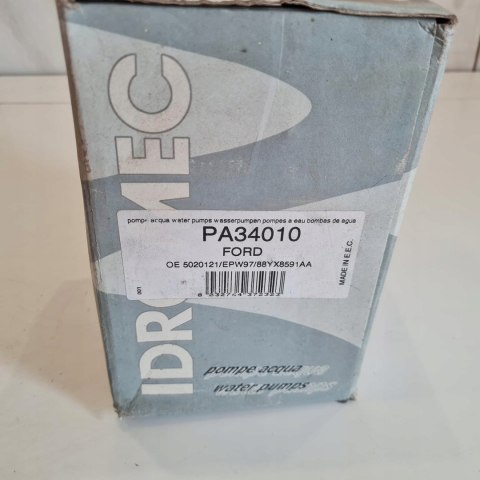 IDROMEC
pompe acqua water pumps wasserpumpen pompes a eau bombas de agua
PA34010
FORD
OE 5020121/EPW97/88YX8591AA
MADE IN E.E.C.
001
pompe acqua
water pumps